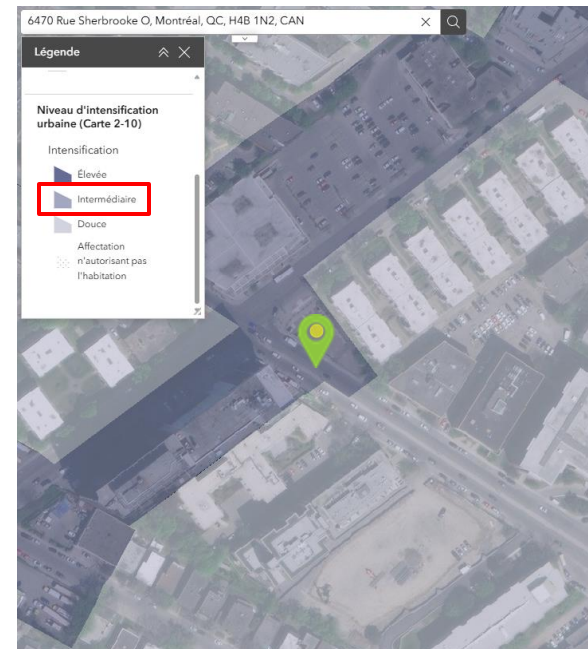 6470 Rue Sherbrooke O, Montréal, QC, H4B 1N2, CAN
Légende
Niveau d'intensification
urbaine (Carte 2-10)
Intensification
Élevée
Intermédiaire
Douce
Affectation
n'autorisant pas
l'habitation